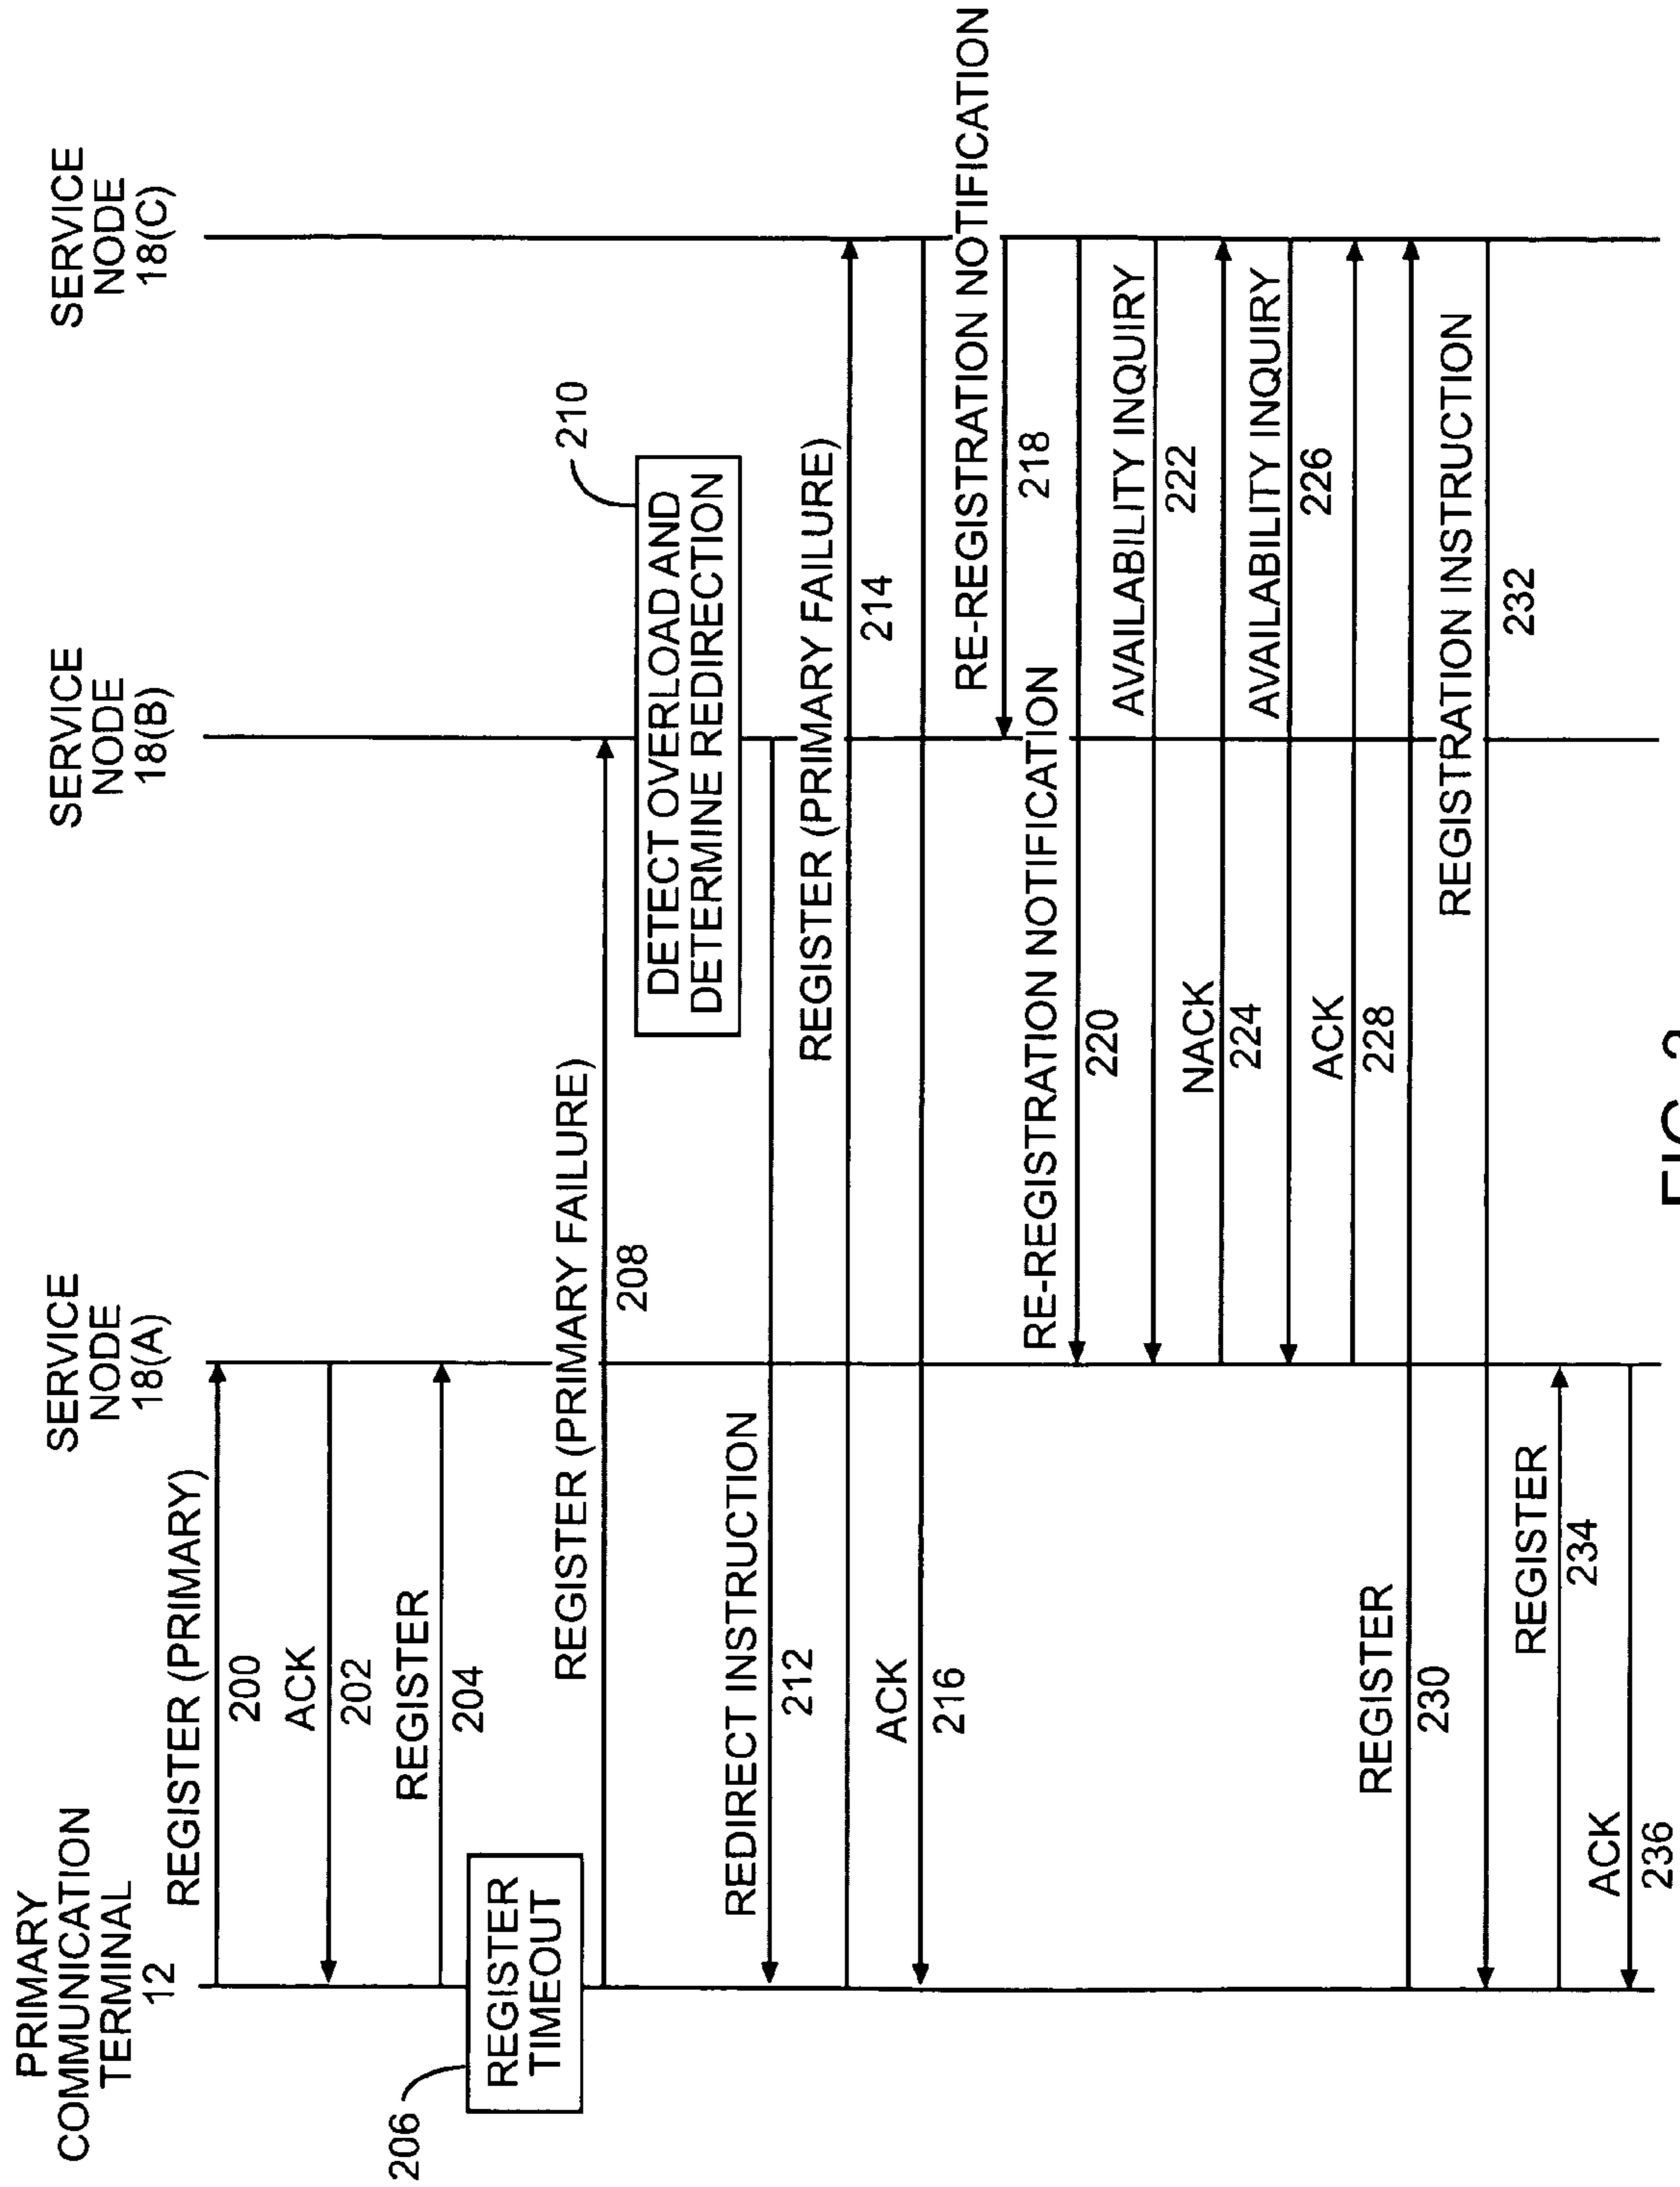 PRIMARY
COMMUNICATION
TERMINAL
12
SERVICE
NODE
18(A)
SERVICE
NODE
18(B)
SERVICE
NODE
18(C)
REGISTER (PRIMARY)
200
ACK
202
REGISTER
204
206
REGISTER
TIMEOUT
REGISTER (PRIMARY FAILURE)
208
210
DETECT OVERLOAD AND
DETERMINE REDIRECTION
REDIRECT INSTRUCTION
212
REGISTER (PRIMARY FAILURE)
214
ACK
216
RE-REGISTRATION NOTIFICATION
218
RE-REGISTRATION NOTIFICATION
220
AVAILABILITY INQUIRY
222
NACK
224
AVAILABILITY INQUIRY
226
ACK
228
REGISTER
230
REGISTRATION INSTRUCTION
232
REGISTER
234
ACK
236